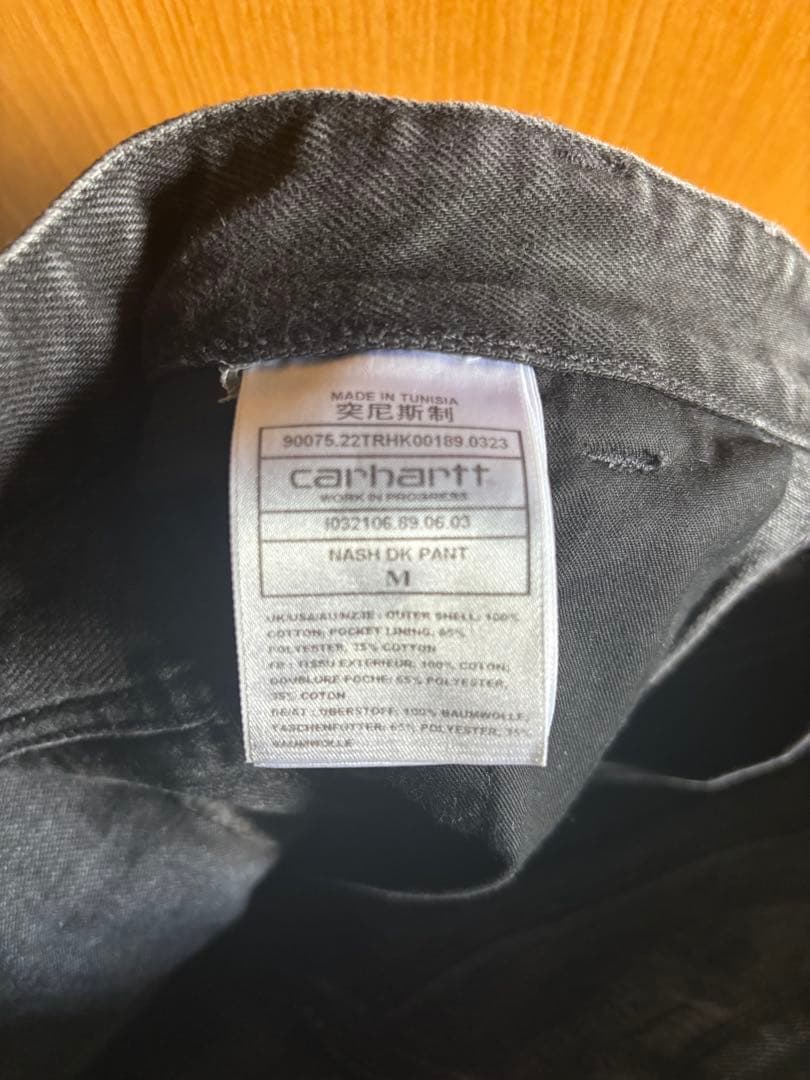 MADE IN TUNISIA
突尼斯制
90075.22TRHK00189.0323
carhartt
WORK IN PROGRESS
I032106.89.06.03
NASH DK PANT
M
UK/USA/AU/NZ/IE : OUTER SHELL: 100%
COTTON; POCKET LINING: 65%
POLYESTER, 35% COTTON
FR : TISSU EXTERIEUR: 100% COTON;
DOUBLURE POCHE: 65% POLYESTER,
35% COTON
DE/AT : OBERSTOFF: 100% BAUMWOLLE;
TASCHENFUTTER: 65% POLYESTER, 35%
BAUMWOLLE